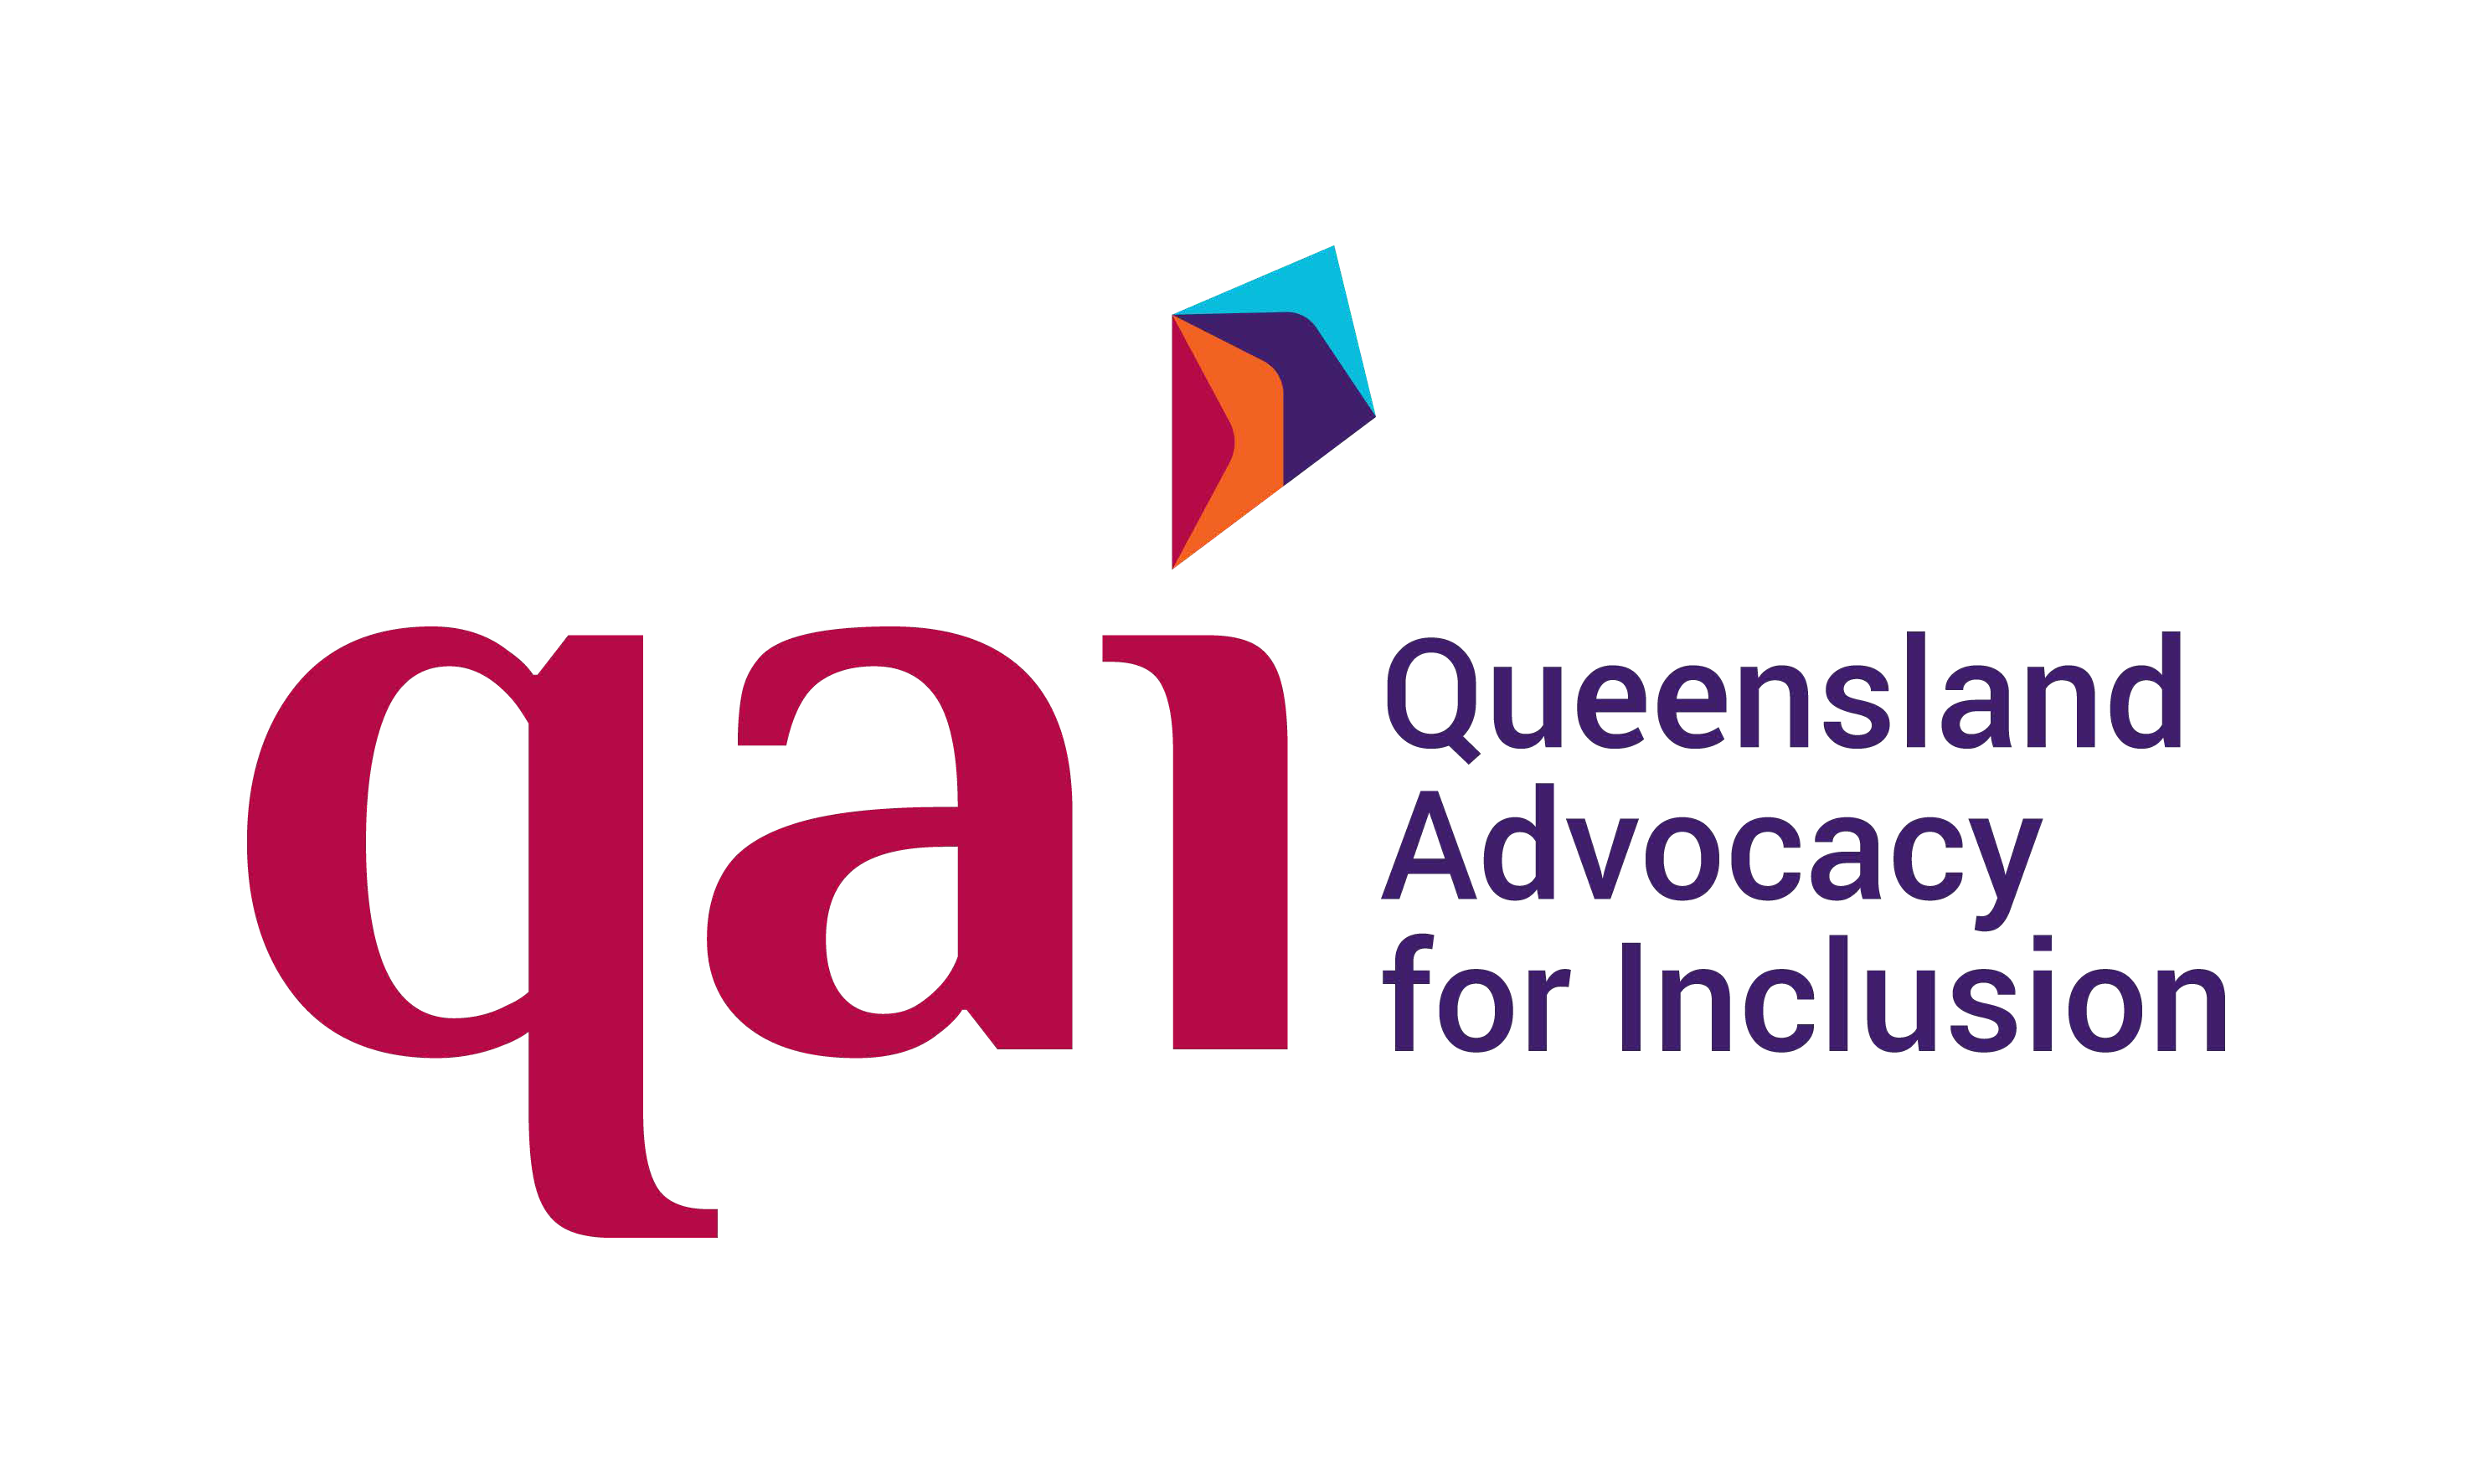 qai
Queensland
Advocacy
for Inclusion